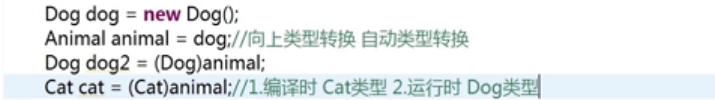 Dog dog = new Dog();
Animal animal = dog;//向上类型转换 自动类型转换
Dog dog2 = (Dog)animal;
Cat cat = (Cat)animal;//1.编译时 Cat类型 2.运行时 Dog类型